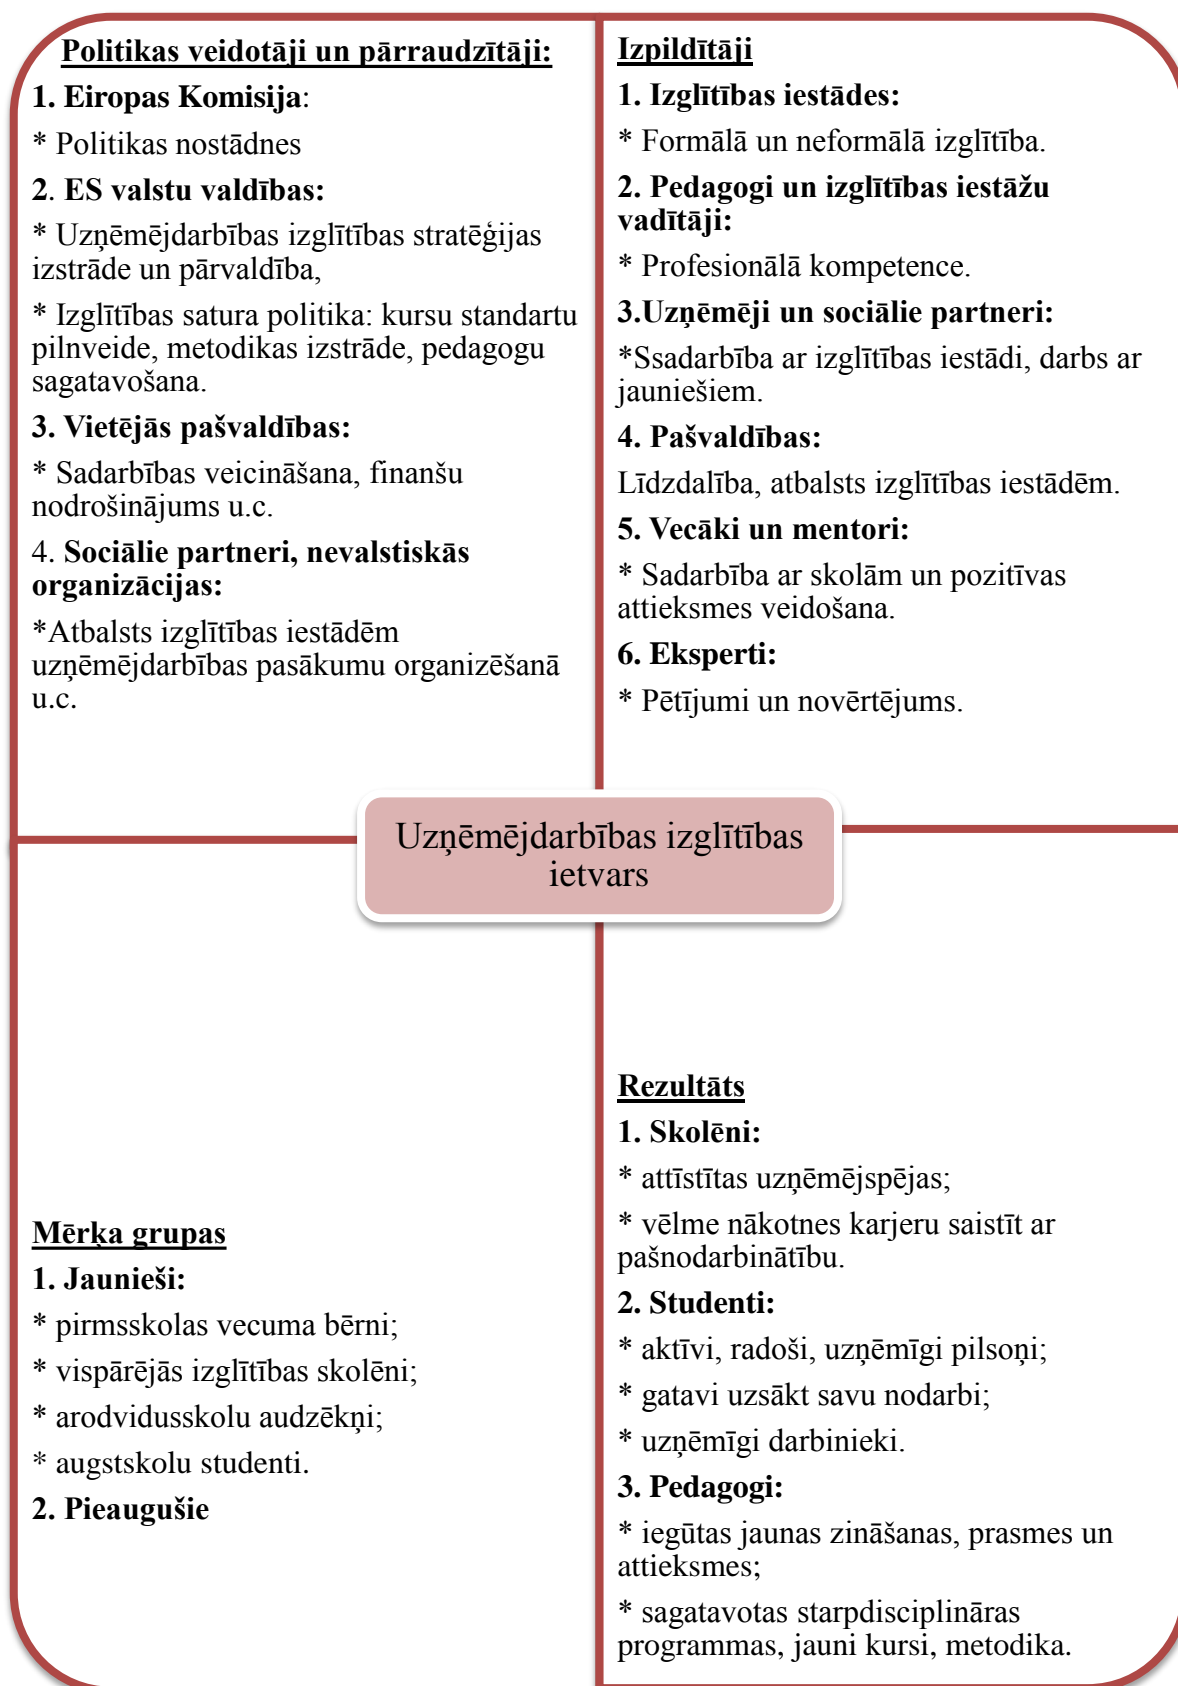 Politikas veidotāji un pārraudzītāji:
1. Eiropas Komisija:
* Politikas nostādnes
2. ES valstu valdības:
* Uzņēmējdarbības izglītības stratēģijas
izstrāde un pārvaldība,
* Izglītības satura politika: kursu standartu
pilnveide, metodikas izstrāde, pedagogu
sagatavošana.
3. Vietējās pašvaldības:
* Sadarbības veicināšana, finanšu
nodrošinājums u.c.
4. Sociālie partneri, nevalstiskās
organizācijas:
*Atbalsts izglītības iestādēm
uzņēmējdarbības pasākumu organizēšanā
u.c.
Izpildītāji
1. Izglītības iestādes:
* Formālā un neformālā izglītība.
2. Pedagogi un izglītības iestāžu
vadītāji:
* Profesionālā kompetence.
3.Uzņēmēji un sociālie partneri:
*Ssadarbība ar izglītības iestādi, darbs ar
jauniešiem.
4. Pašvaldības:
Līdzdalība, atbalsts izglītības iestādēm.
5. Vecāki un mentori:
* Sadarbība ar skolām un pozitīvas
attieksmes veidošana.
6. Eksperti:
* Pētījumi un novērtējums.
Uzņēmējdarbības izglītības
ietvars
Mērķa grupas
1. Jaunieši:
* pirmsskolas vecuma bērni;
* vispārējās izglītības skolēni;
* arodvidusskolu audzēkņi;
* augstskolu studenti.
2. Pieaugušie
Rezultāts
1. Skolēni:
* attīstītas uzņēmējspējas;
* vēlme nākotnes karjeru saistīt ar
pašnodarbinātību.
2. Studenti:
* aktīvi, radoši, uzņēmīgi pilsoņi;
* gatavi uzsākt savu nodarbi;
* uzņēmīgi darbinieki.
3. Pedagogi:
* iegūtas jaunas zināšanas, prasmes un
attieksmes;
* sagatavotas starpdisciplināras
programmas, jauni kursi, metodika.